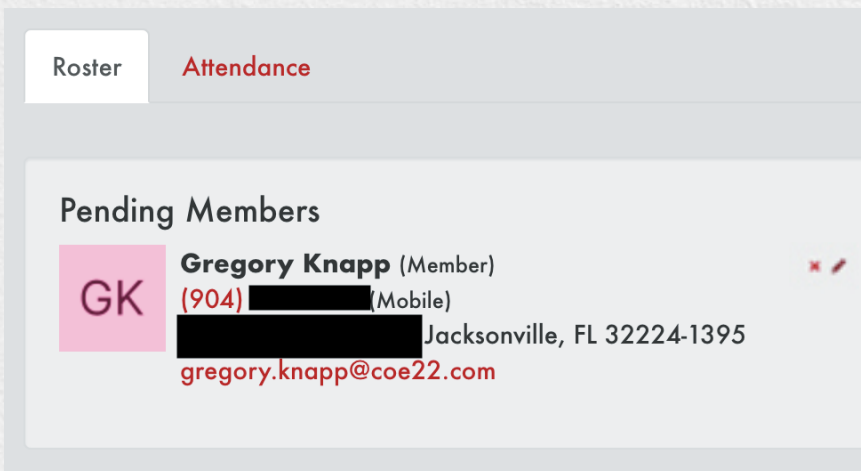 Roster Attendance
Pending Members
GK
Gregory Knapp (Member)
(904) (Mobile)
Jacksonville, FL 32224-1395
gregory.knapp@coe22.com